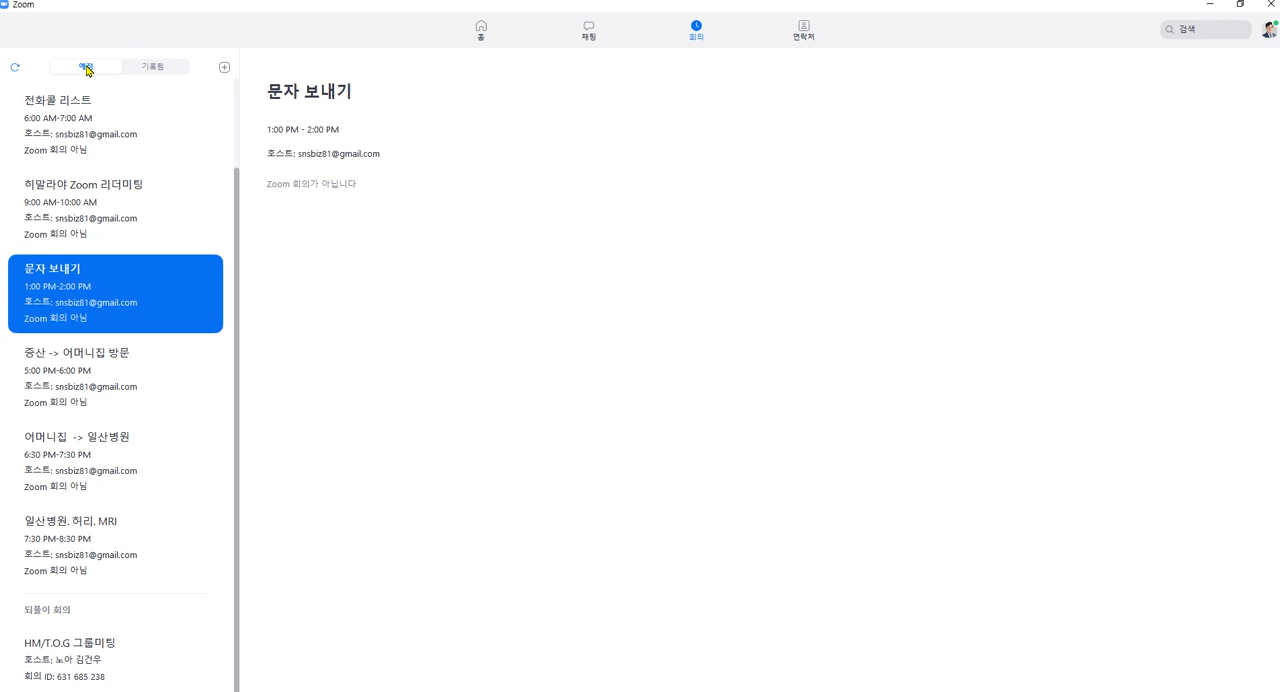 Zoom
홈
채팅
회의
연락처
검색
예정
기록됨
전화콜 리스트
6:00 AM-7:00 AM
호스트: snsbiz81@gmail.com
Zoom 회의 아님
히말라야 Zoom 리더미팅
9:00 AM-10:00 AM
호스트: snsbiz81@gmail.com
Zoom 회의 아님
문자 보내기
1:00 PM-2:00 PM
호스트: snsbiz81@gmail.com
Zoom 회의 아님
증산 -> 어머니집 방문
5:00 PM-6:00 PM
호스트: snsbiz81@gmail.com
Zoom 회의 아님
어머니집 -> 일산병원
6:30 PM-7:30 PM
호스트: snsbiz81@gmail.com
Zoom 회의 아님
일산병원. 허리. MRI
7:30 PM-8:30 PM
호스트: snsbiz81@gmail.com
Zoom 회의 아님
되풀이 회의
HM/T.O.G 그룹미팅
호스트: 노아 김건우
회의 ID: 631 685 238
문자 보내기
1:00 PM - 2:00 PM
호스트: snsbiz81@gmail.com
Zoom 회의가 아닙니다